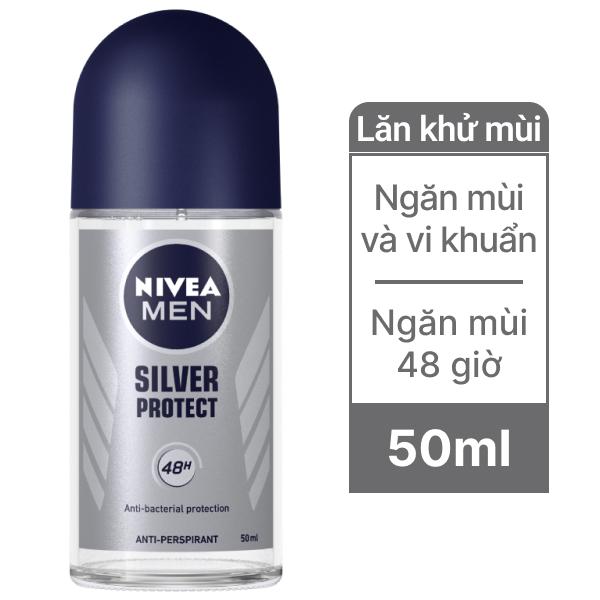 NIVEA
MEN
SILVER
PROTECT
48H
Anti-bacterial protection
ANTI-PERSPIRANT 50ml
Lăn khử mùi
Ngăn mùi
và vi khuẩn
Ngăn mùi
48 giờ
50ml